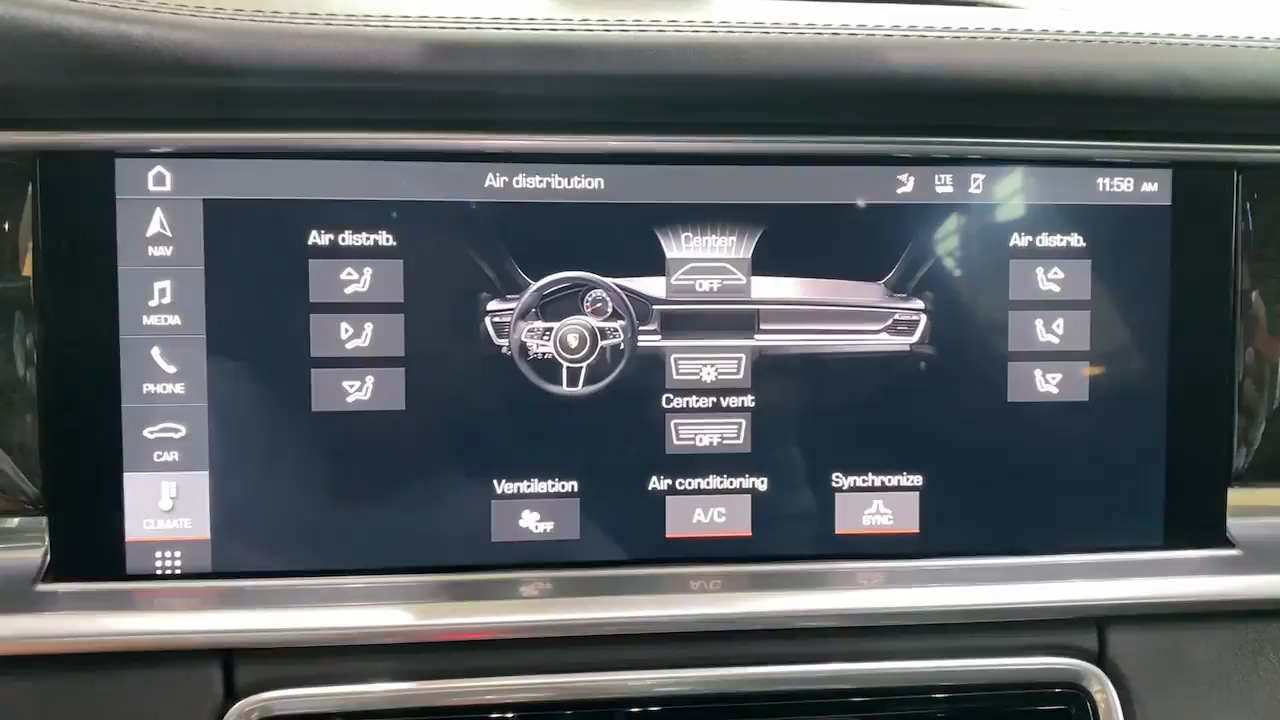 Air distribution
LTE
11:58 AM
NAV
MEDIA
PHONE
CAR
CLIMATE
Air distrib.
Center
OFF
Air distrib.
Center vent
OFF
Ventilation
OFF
Air conditioning
A/C
Synchronize
SYNC